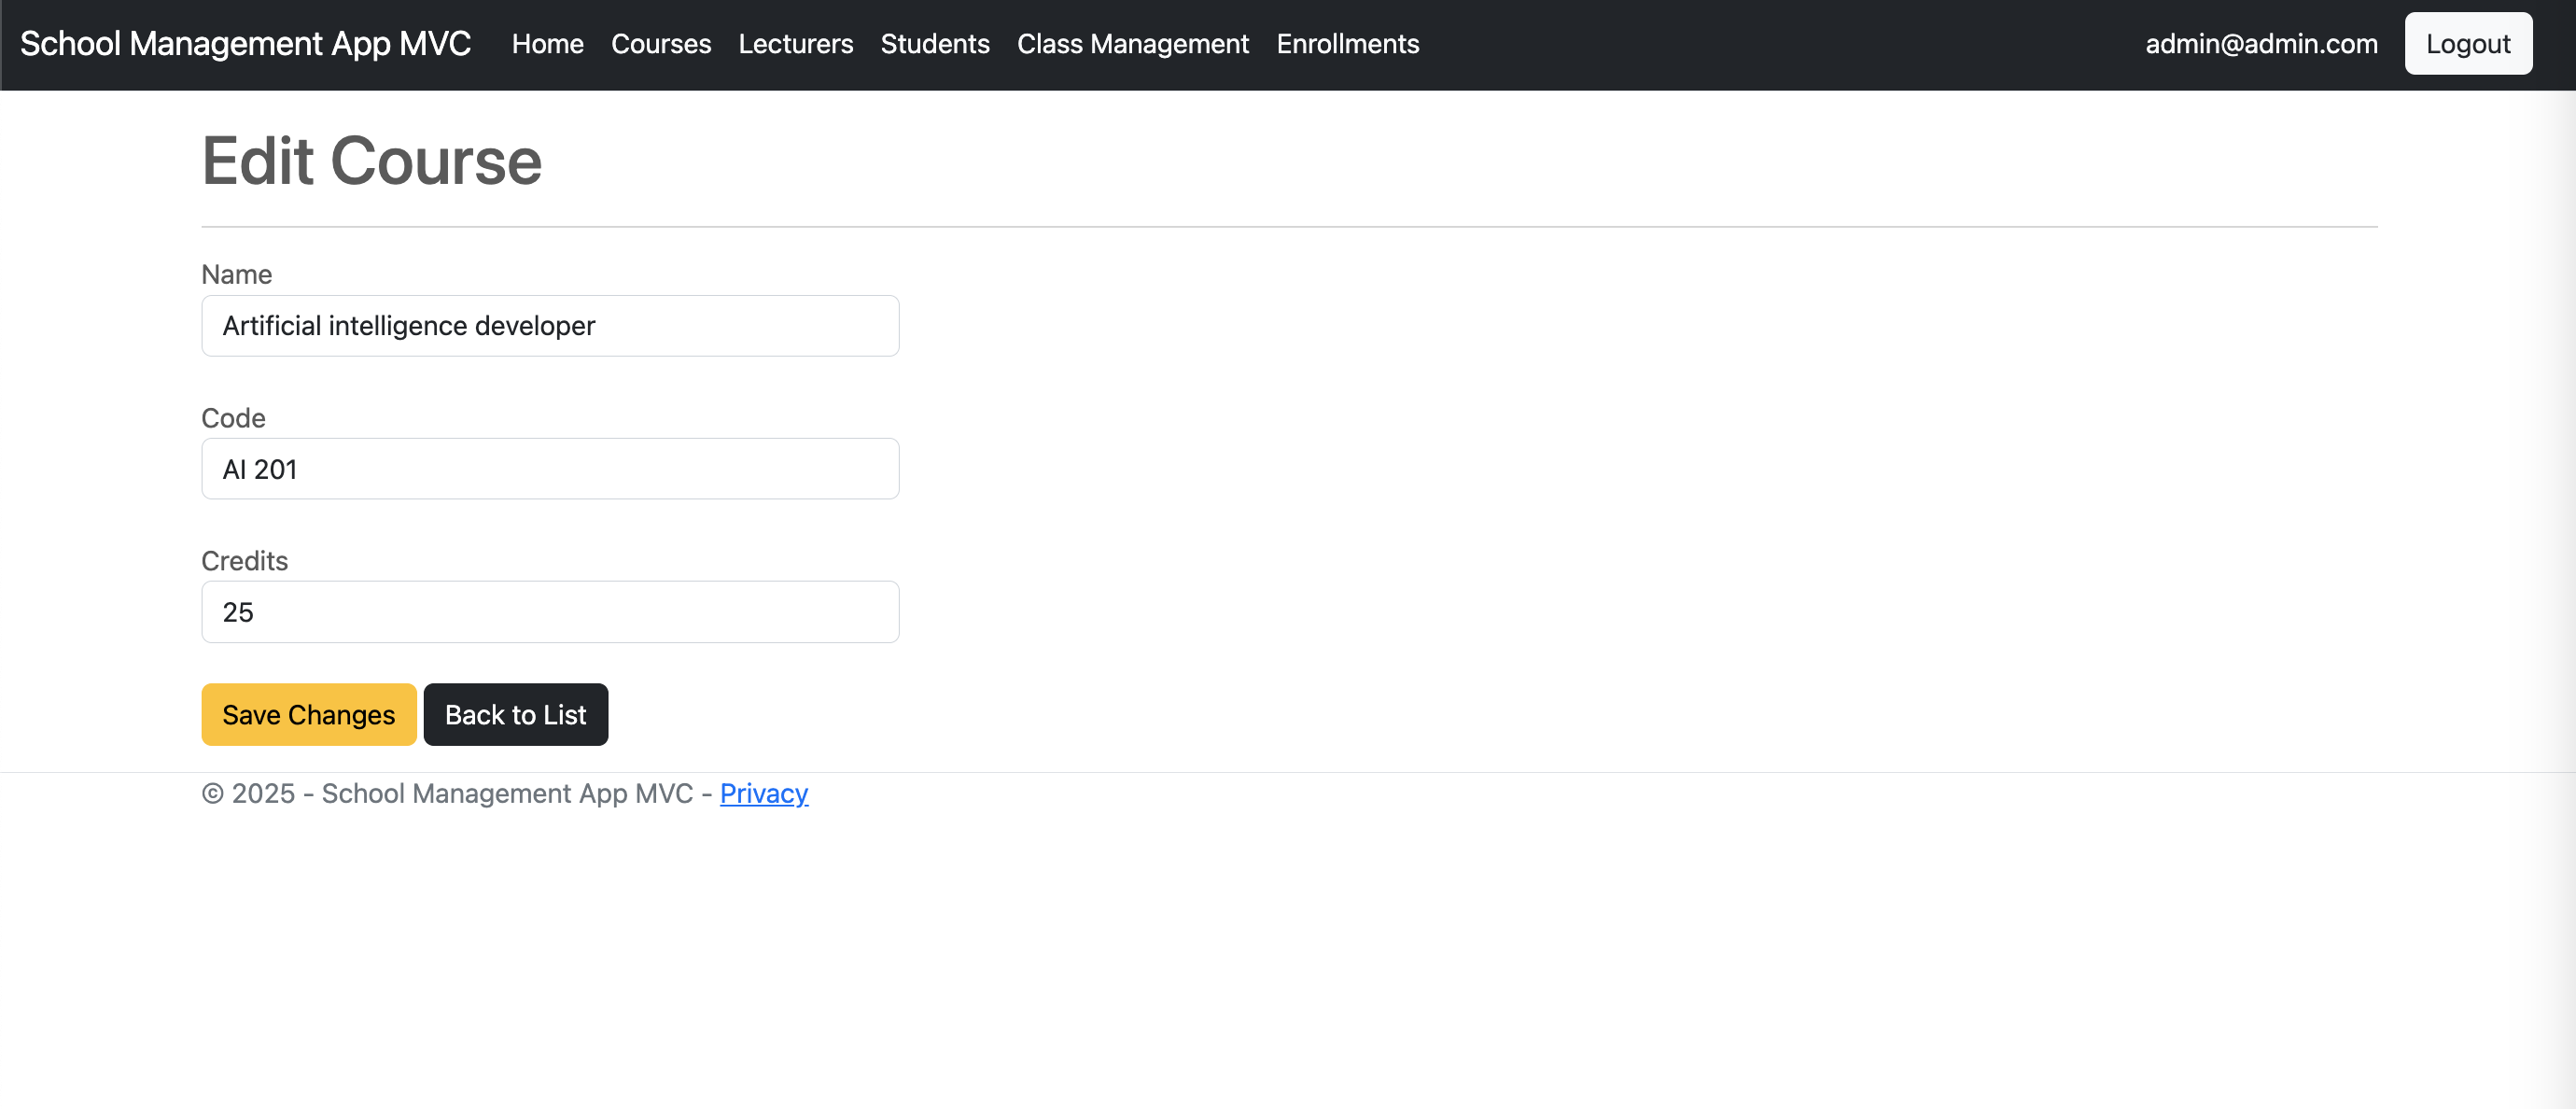 School Management App MVC Home Courses Lecturers Students Class Management Enrollments admin@admin.com Logout
Edit Course
Name
Artificial intelligence developer
Code
AI 201
Credits
25
Save Changes Back to List
© 2025 - School Management App MVC - Privacy